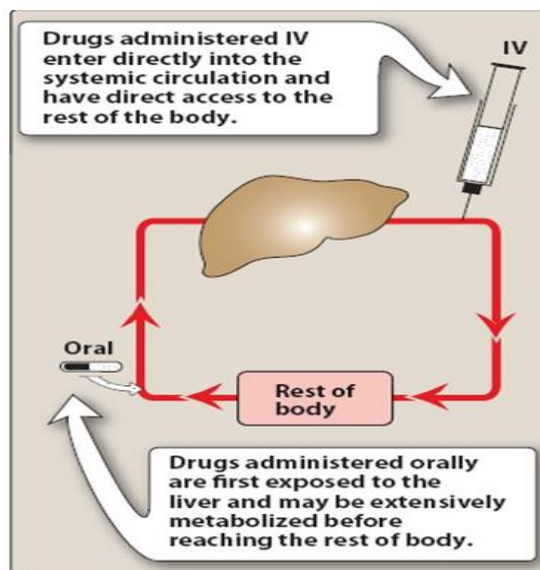 Drugs administered IV
enter directly into the
systemic circulation and
have direct access to the
rest of the body.
IV
Oral
Rest of
body
Drugs administered orally
are first exposed to the
liver and may be extensively
metabolized before
reaching the rest of body.